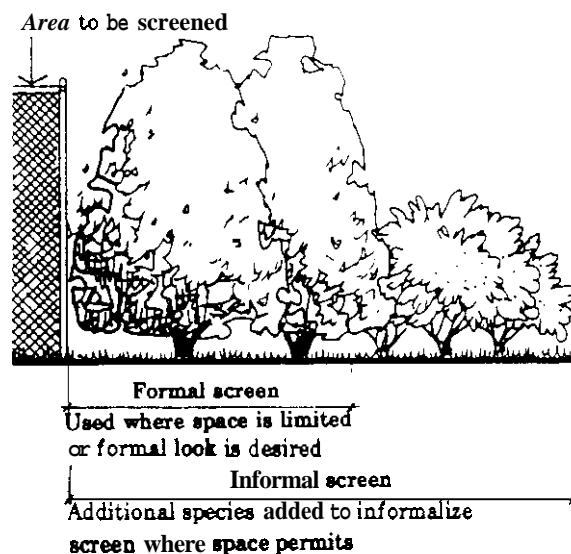 Area to be screened
Formal screen
Used where space is limited
or formal look is desired
Informal screen
Additional species added to informalize
screen where space permits